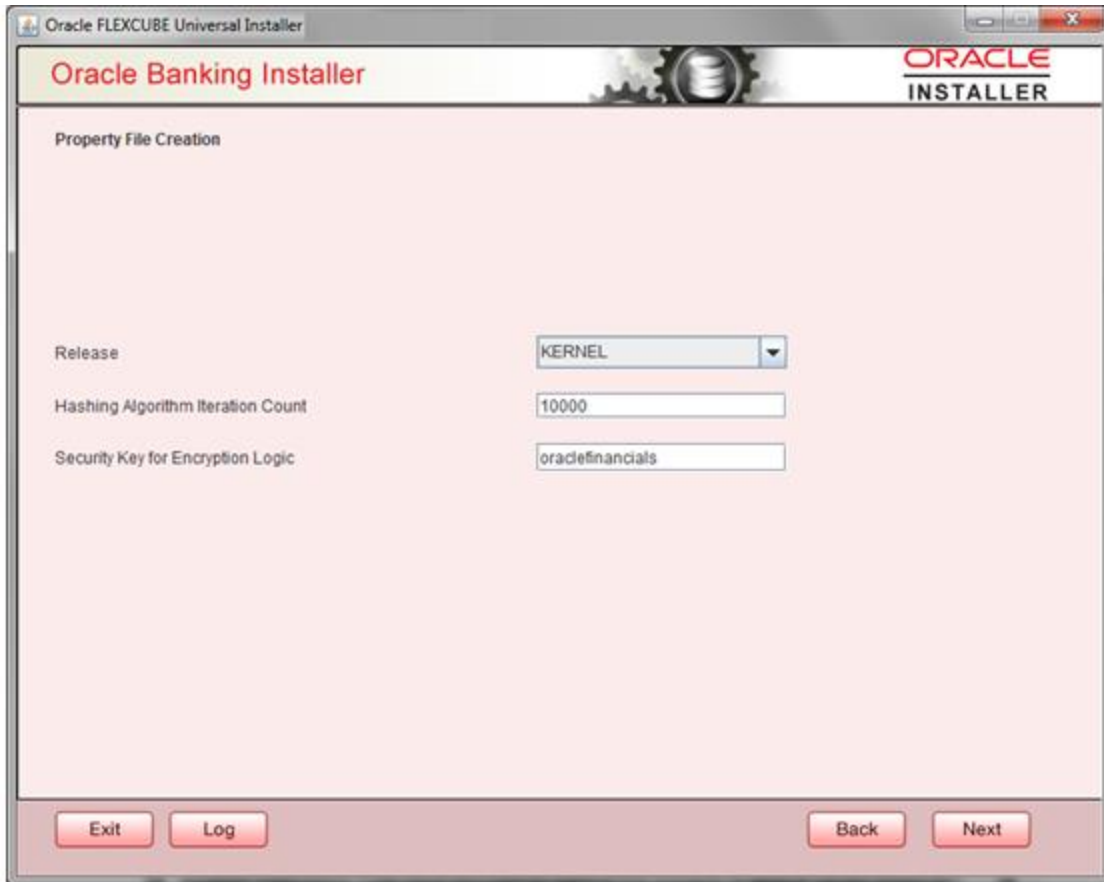 Oracle FLEXCUBE Universal Installer
Oracle Banking Installer
ORACLE
INSTALLER
Property File Creation
Release
KERNEL
Hashing Algorithm Iteration Count
10000
Security Key for Encryption Logic
oraclefinancials
Exit
Log
Back
Next